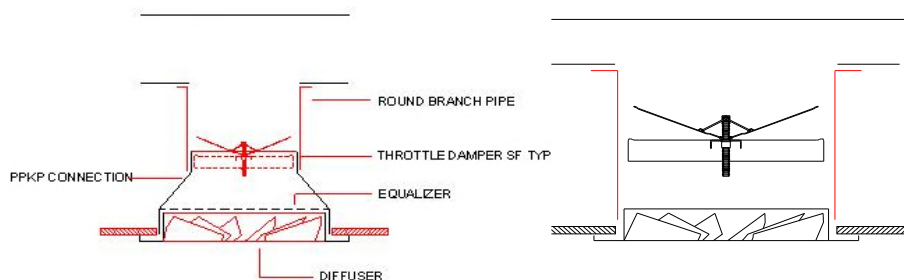 ROUND BRANCH PIPE
THROTTLE DAMPER SF TYP
PPKP CONNECTION
EQUALIZER
DIFFUSER